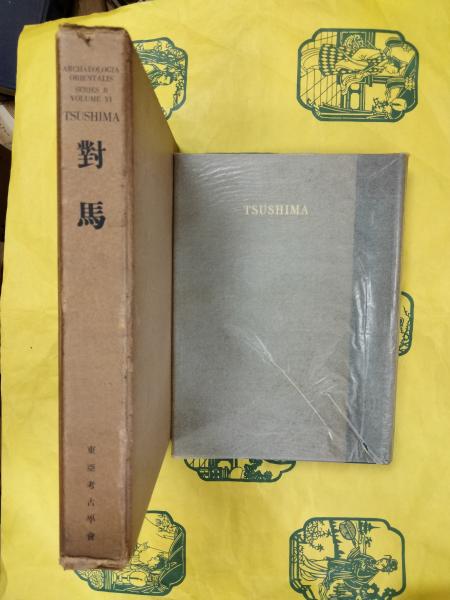 ARCHAEOLOGIA
ORIENTALIS
SERIES B
VOLUME VI
TSUSHIMA
對馬
東亞考古學會
TSUSHIMA